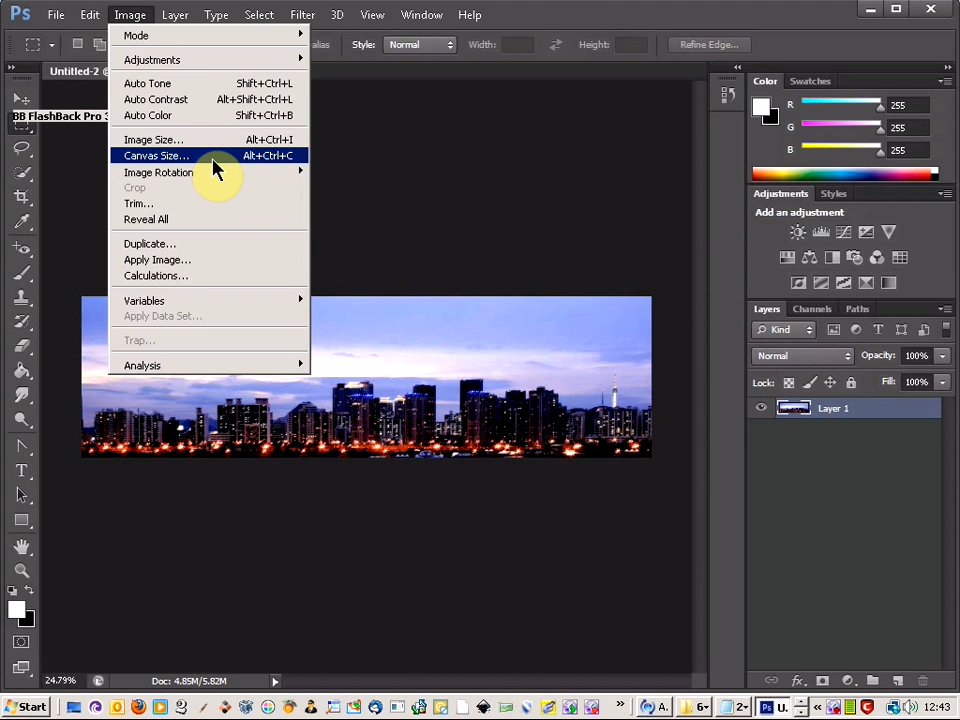 Ps File Edit Image Layer Type Select Filter 3D View Window Help
alias Style: Normal Width: Height: Refine Edge...
Untitled-2 @
BB FlashBack Pro 3
Mode
Adjustments
Auto Tone Shift+Ctrl+L
Auto Contrast Alt+Shift+Ctrl+L
Auto Color Shift+Ctrl+B
Image Size... Alt+Ctrl+I
Canvas Size... Alt+Ctrl+C
Image Rotation
Crop
Trim...
Reveal All
Duplicate...
Apply Image...
Calculations...
Variables
Apply Data Set...
Trap...
Analysis
Color Swatches
R 255
G 255
B 255
Adjustments Styles
Add an adjustment
Layers Channels Paths
Kind
Normal Opacity: 100%
Lock: Fill: 100%
Layer 1
24.79% Doc: 4.85M/5.82M
Start A. 6 2 Ps U. 12:43